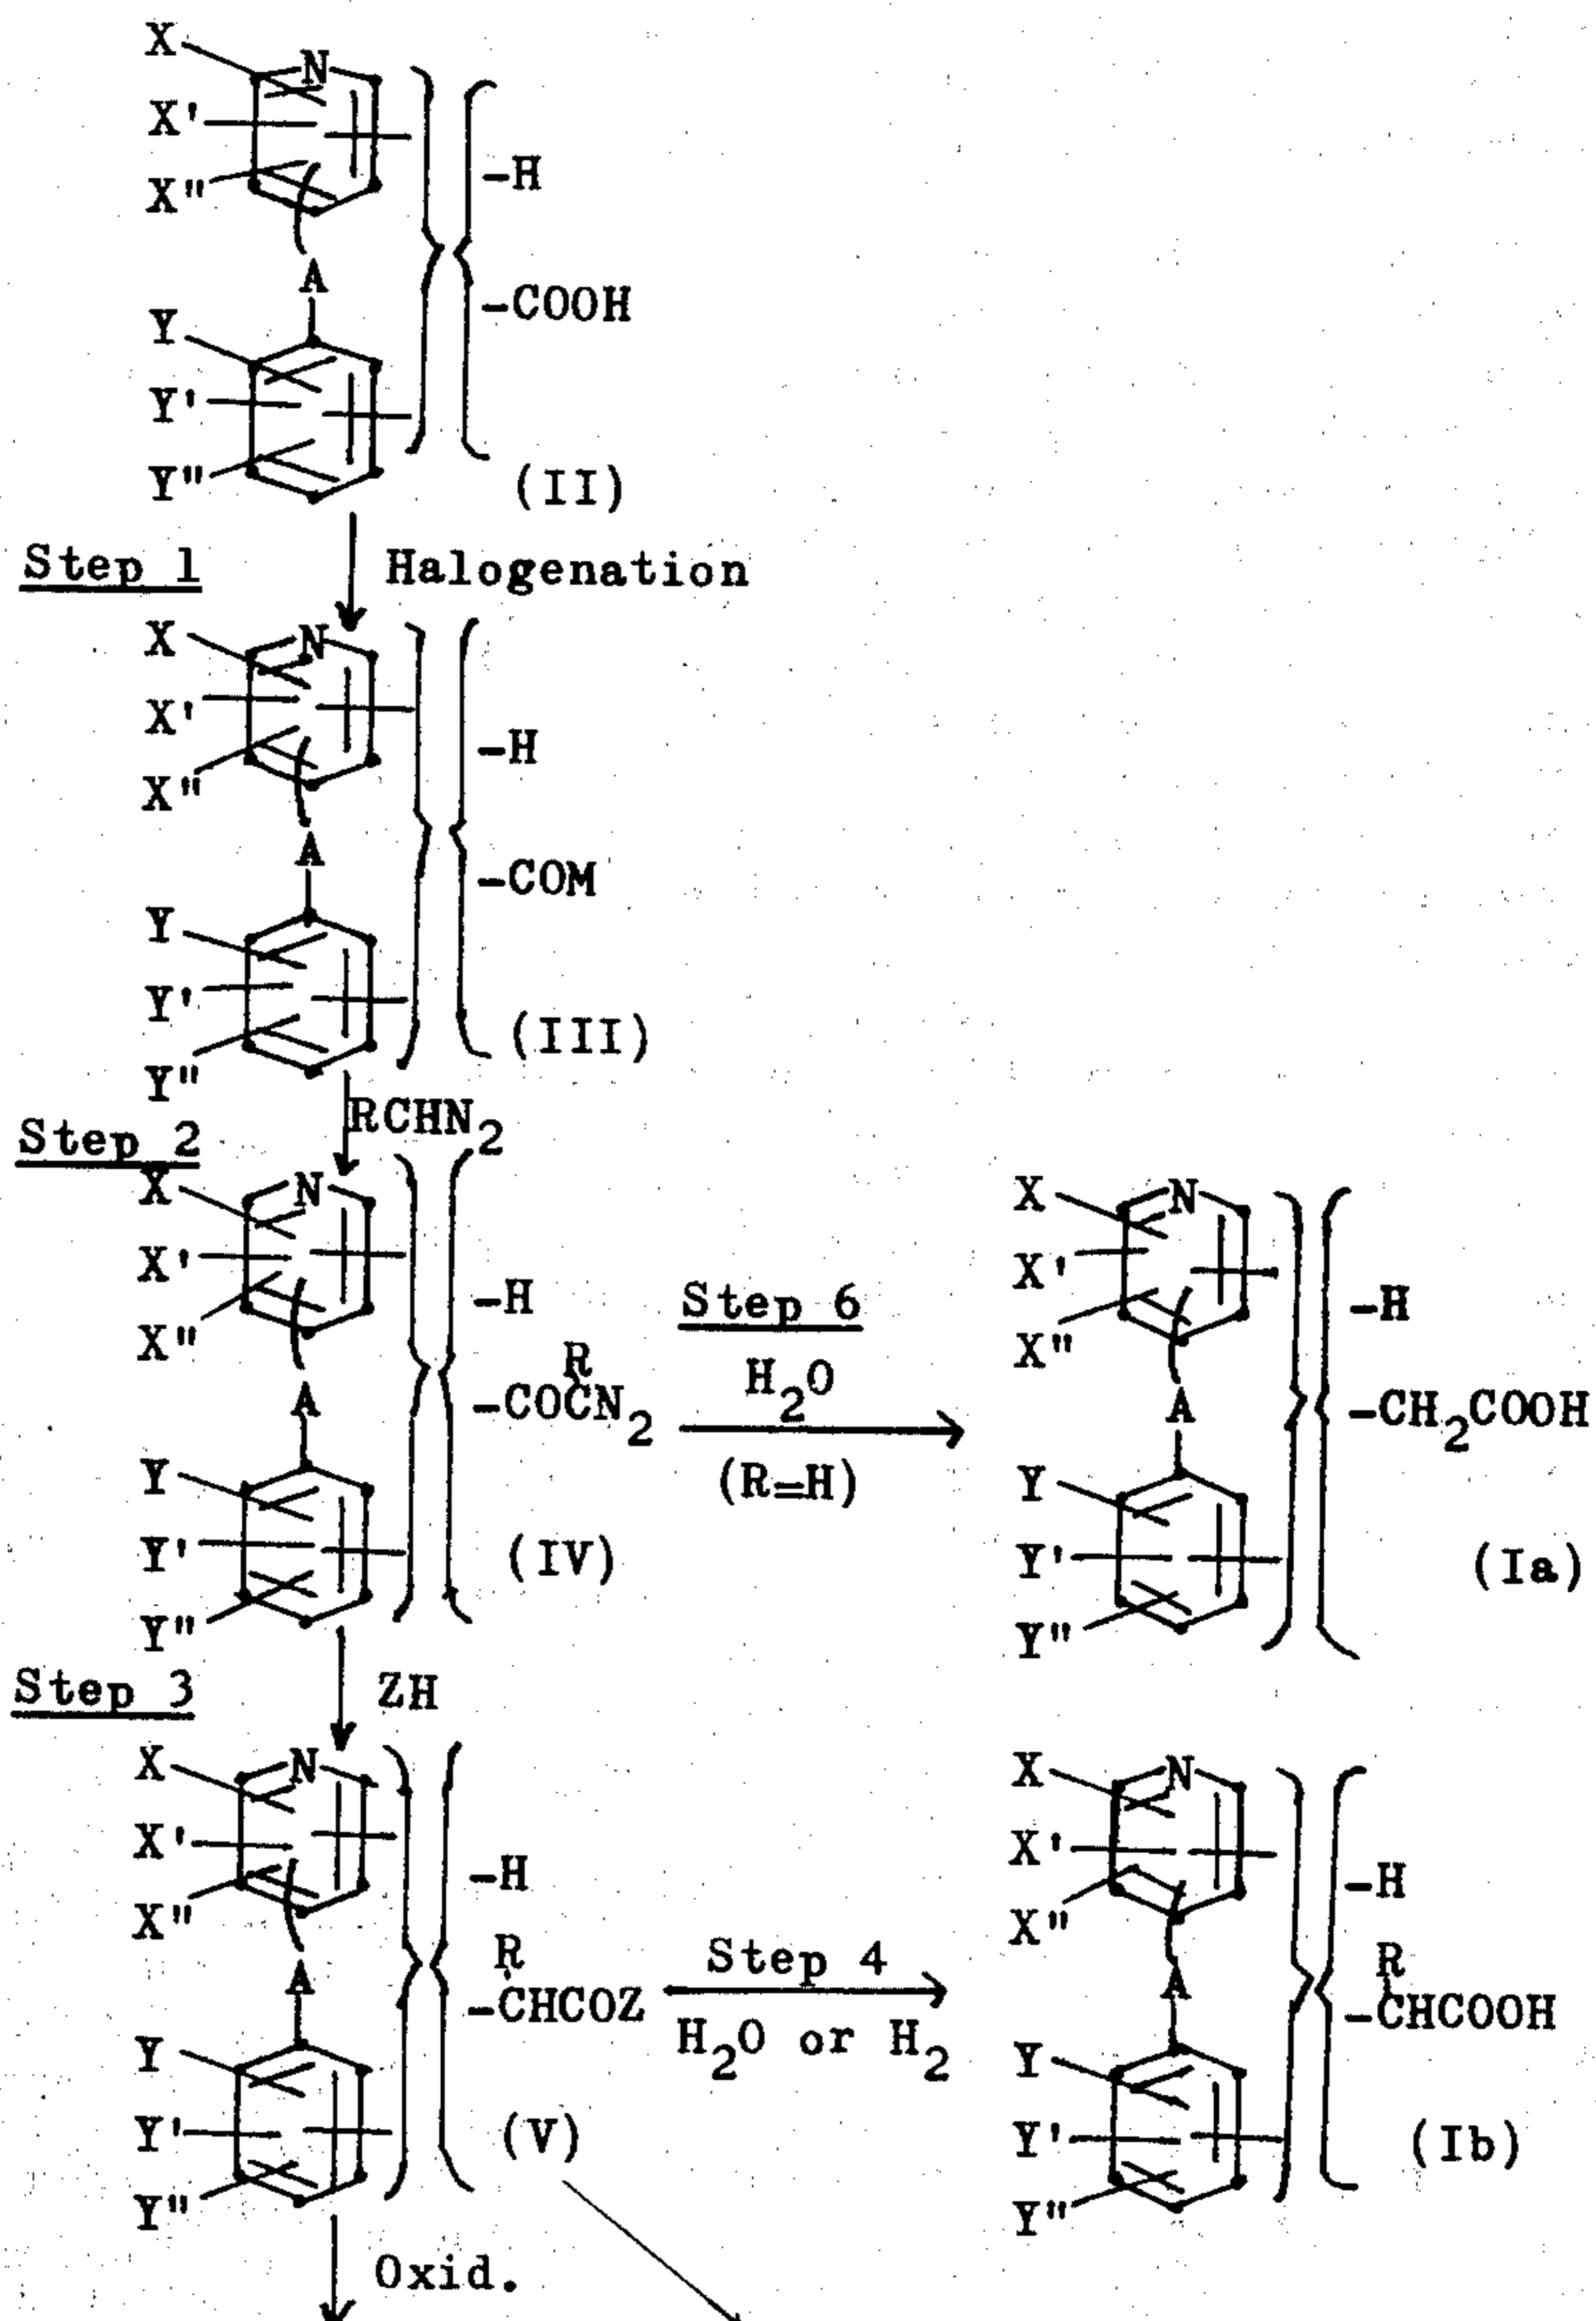 X
N
X'
X"
-H
A
-COOH
Y
Y'
Y"
(II)
Step 1
Halogenation
X
N
X'
X"
-H
A
-COM
Y
Y'
Y"
(III)
RCHN2
Step 2
X
N
X'
X"
-H
R
A
-COCN2
Y
Y'
Y"
(IV)
Step 6
H2O
(R=H)
X
N
X'
X"
-H
A
-CH2COOH
Y
Y'
Y"
(Ia)
Step 3
ZH
X
N
X'
X"
-H
R
A
-CHCOZ
Y
Y'
Y"
(V)
Step 4
H2O or H2
X
N
X'
X"
-H
R
A
-CHCOOH
Y
Y'
Y"
(Ib)
Oxid.